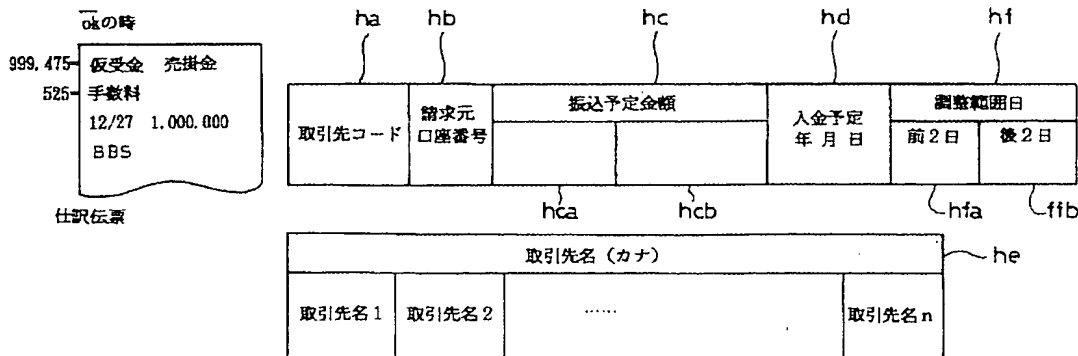 okの時
999,475 仮受金 売掛金
525 手数料
12/27 1.000.000
BBS
仕訳伝票
ha hb hc hd hf
取引先コード
請求元
口座番号
振込予定金額
入金予定
年月日
調整範囲日
前2日 後2日
hca hcb hfa ffb
取引先名(カナ)
he
取引先名1 取引先名2 …… 取引先名n